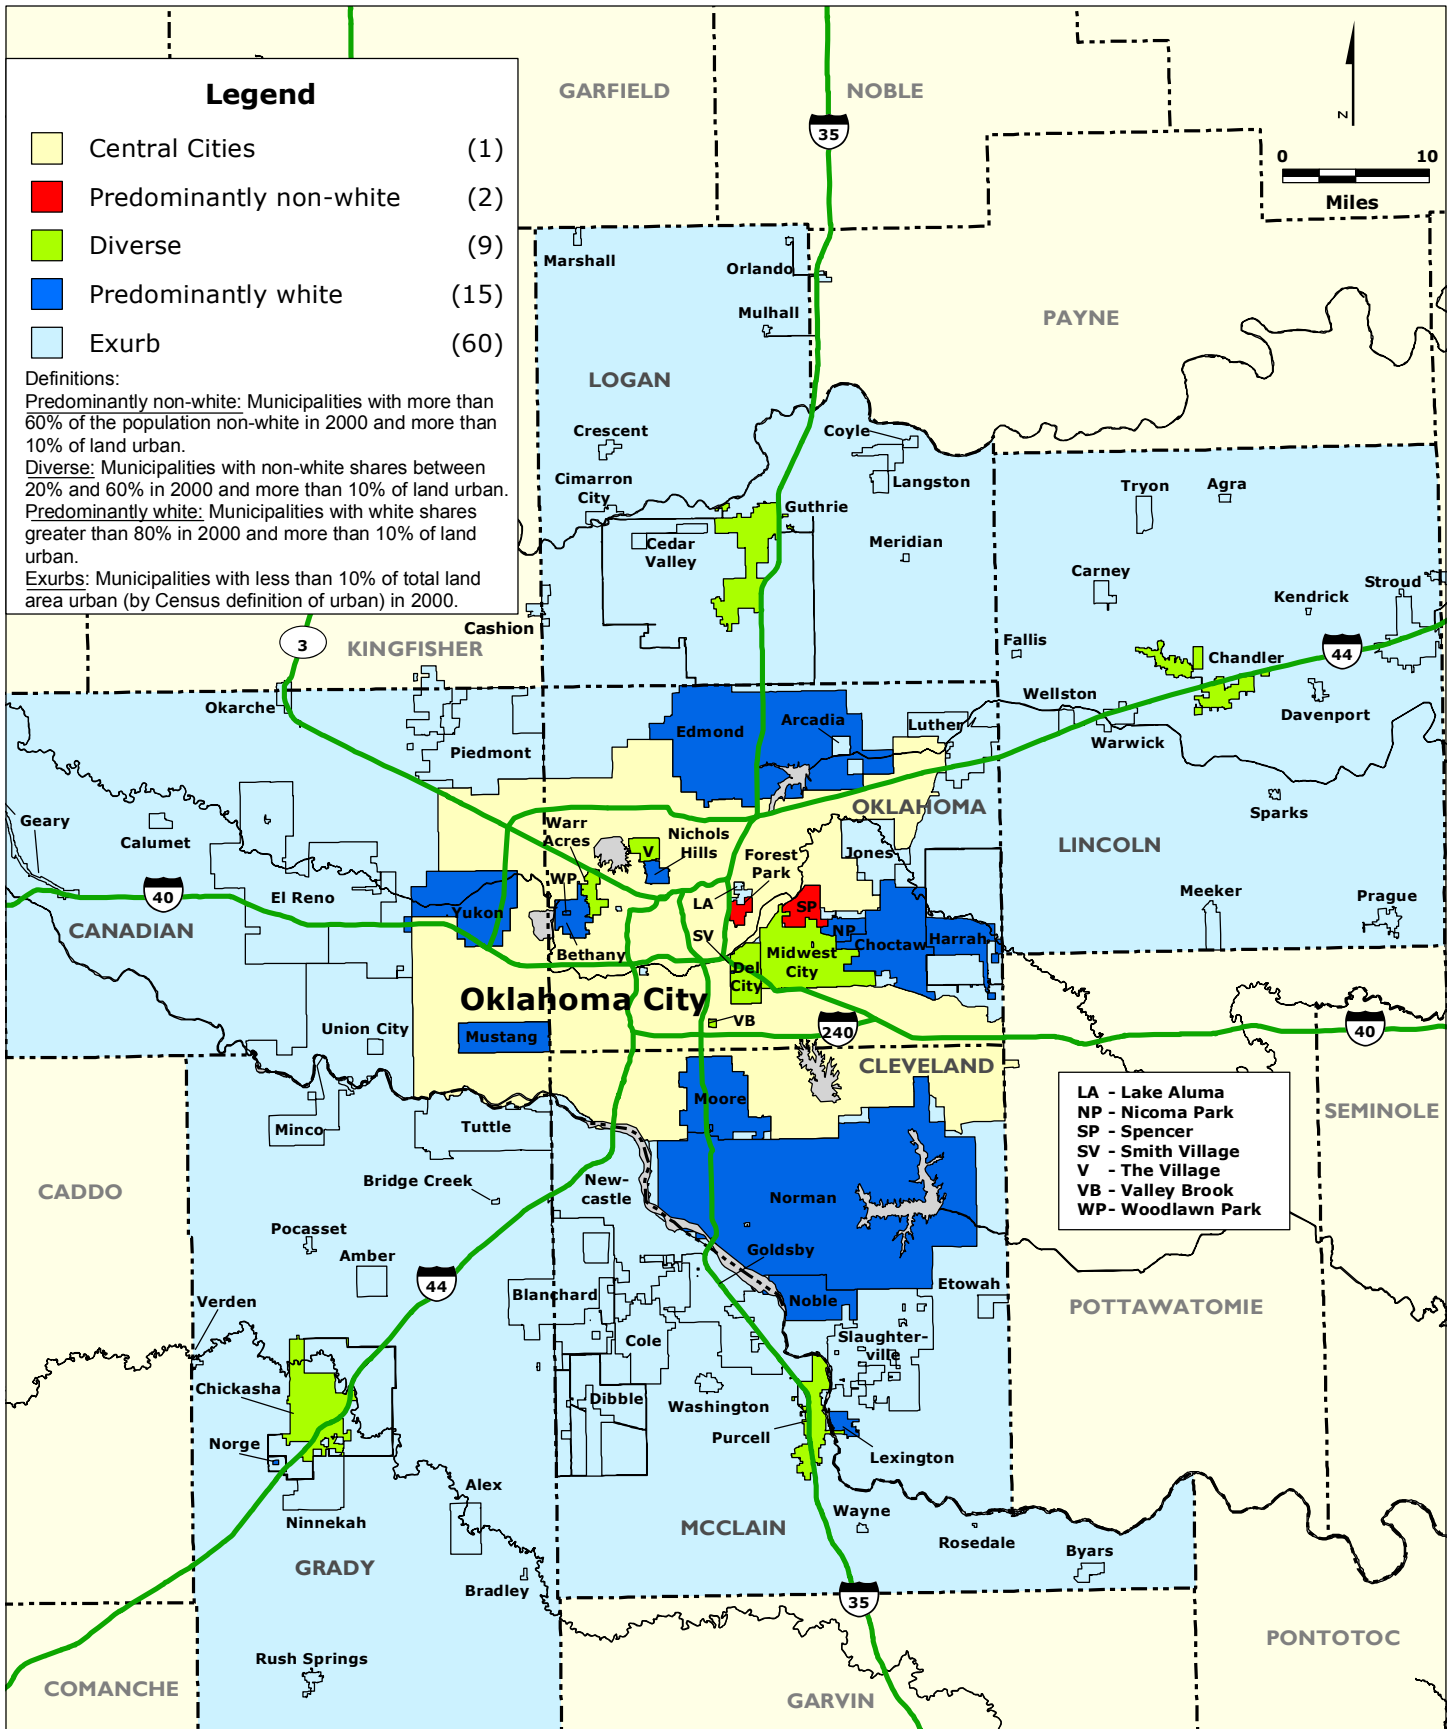 Legend
Central Cities (1)
Predominantly non-white (2)
Diverse (9)
Predominantly white (15)
Exurb (60)
Definitions:
Predominantly non-white: Municipalities with more than
60% of the population non-white in 2000 and more than
10% of land urban.
Diverse: Municipalities with non-white shares between
20% and 60% in 2000 and more than 10% of land urban.
Predominantly white: Municipalities with white shares
greater than 80% in 2000 and more than 10% of land
urban.
Exurbs: Municipalities with less than 10% of total land
area urban (by Census definition of urban) in 2000.
GARFIELD
NOBLE
35
N
0 10
Miles
Marshall
Orlando
Mulhall
PAYNE
LOGAN
Crescent
Coyle
Cimarron
City
Langston
Tryon
Agra
Guthrie
Cedar
Valley
Meridian
Carney
Stroud
Kendrick
Cashion
3
KINGFISHER
Fallis
44
Chandler
Okarche
Wellston
Davenport
Piedmont
Edmond
Arcadia
Luther
Warwick
OKLAHOMA
Sparks
Geary
Calumet
Warr
Acres
Nichols
Hills
V
LINCOLN
Forest
Park
Jones
WP
40
El Reno
Meeker
Prague
LA
SP
Yukon
CANADIAN
SV
NP
Choctaw
Harrah
Bethany
Midwest
City
Del
City
Oklahoma City
VB
Union City
Mustang
240
40
CLEVELAND
Moore
LA - Lake Aluma
NP - Nicoma Park
SP - Spencer
SV - Smith Village
V - The Village
VB - Valley Brook
WP- Woodlawn Park
SEMINOLE
Minco
Tuttle
CADDO
Bridge Creek
New-
castle
Norman
Pocasset
Amber
Goldsby
44
Etowah
Verden
Blanchard
Noble
POTTAWATOMIE
Cole
Slaughter-
ville
Chickasha
Dibble
Washington
Norge
Purcell
Lexington
Alex
Ninnekah
Wayne
MCCLAIN
Rosedale
Byars
GRADY
Bradley
35
PONTOTOC
Rush Springs
COMANCHE
GARVIN